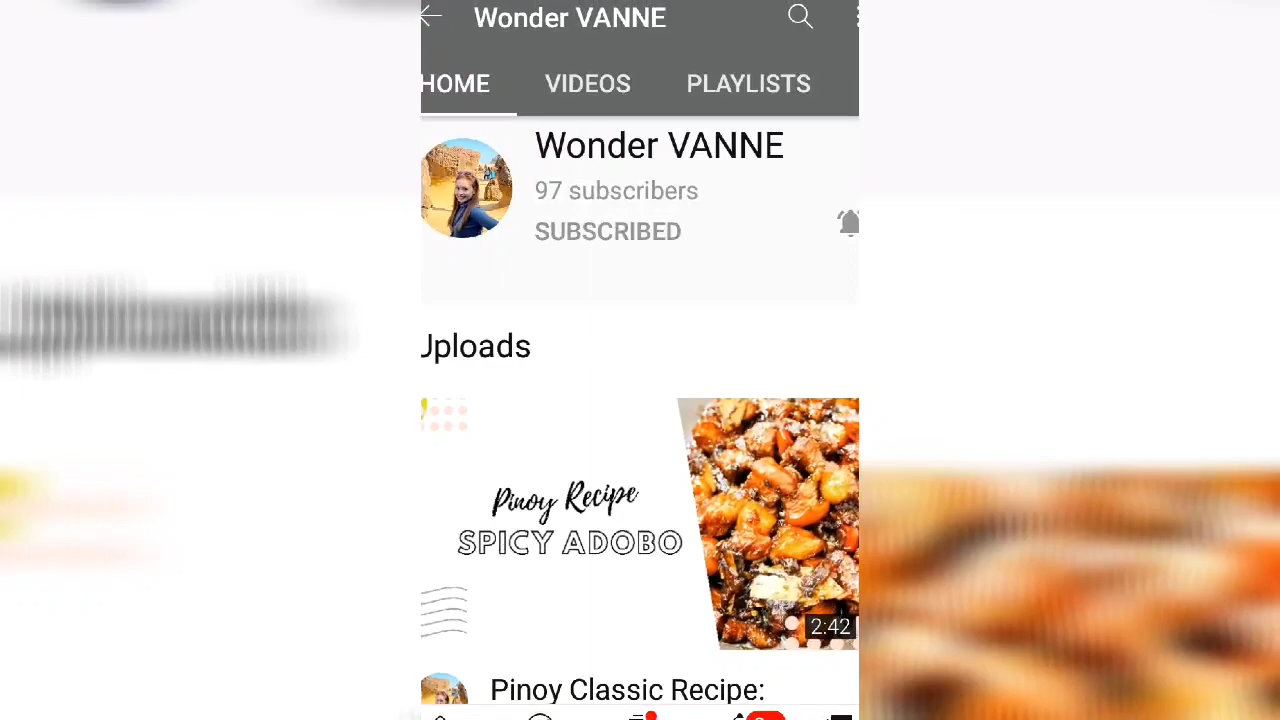 Wonder VANNE
HOME VIDEOS PLAYLISTS
Wonder VANNE
97 subscribers
SUBSCRIBED
Uploads
Pinoy Recipe
SPICY ADOBO
2:42
Pinoy Classic Recipe: